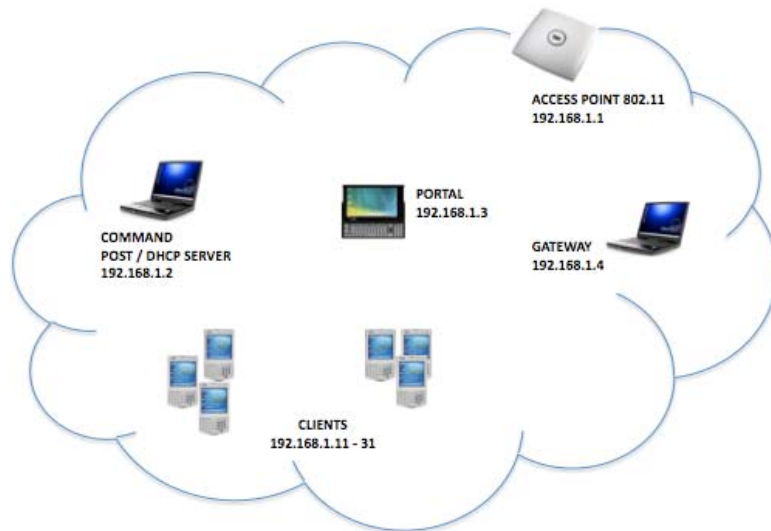 ACCESS POINT 802.11
192.168.1.1
PORTAL
192.168.1.3
COMMAND
POST / DHCP SERVER
192.168.1.2
GATEWAY
192.168.1.4
CLIENTS
192.168.1.11 - 31